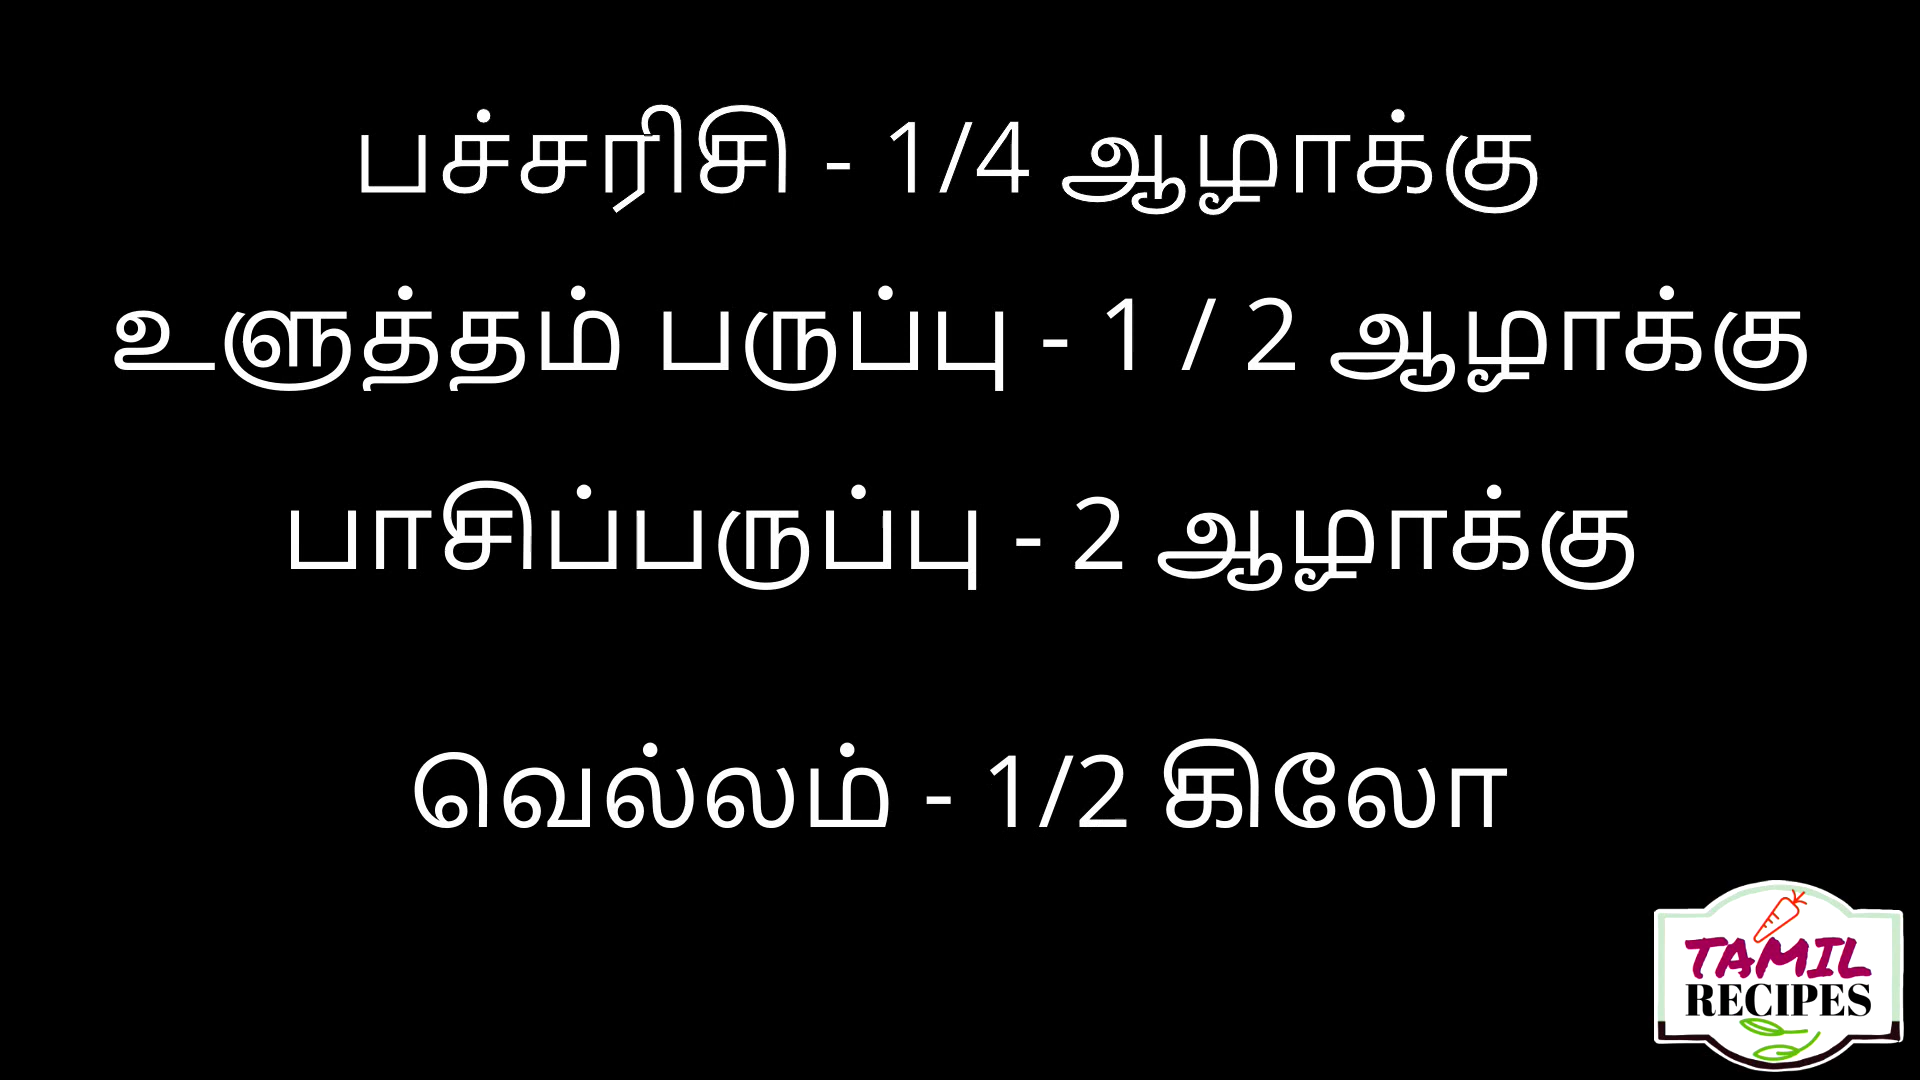 பச்சரிசி - 1/4 ஆழாக்கு
உளுத்தம் பருப்பு - 1 / 2 ஆழாக்கு
பாசிப்பருப்பு - 2 ஆழாக்கு
வெல்லம் - 1/2 கிலோ
TAMIL
RECIPES